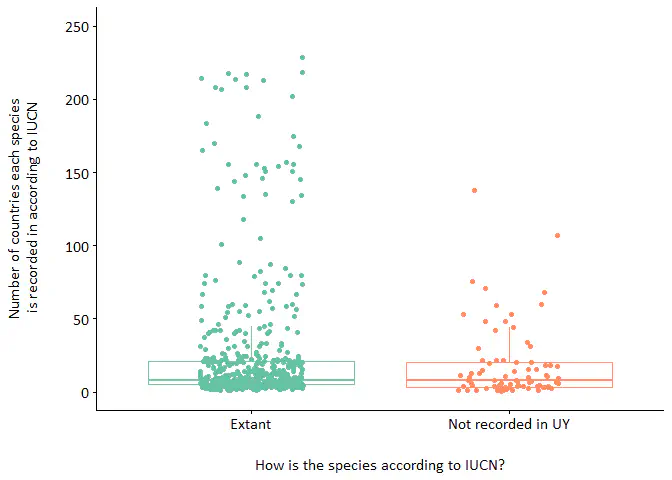 Number of countries each species
is recorded in according to IUCN
250
200
150
100
50
0
Extant
Not recorded in UY
How is the species according to IUCN?